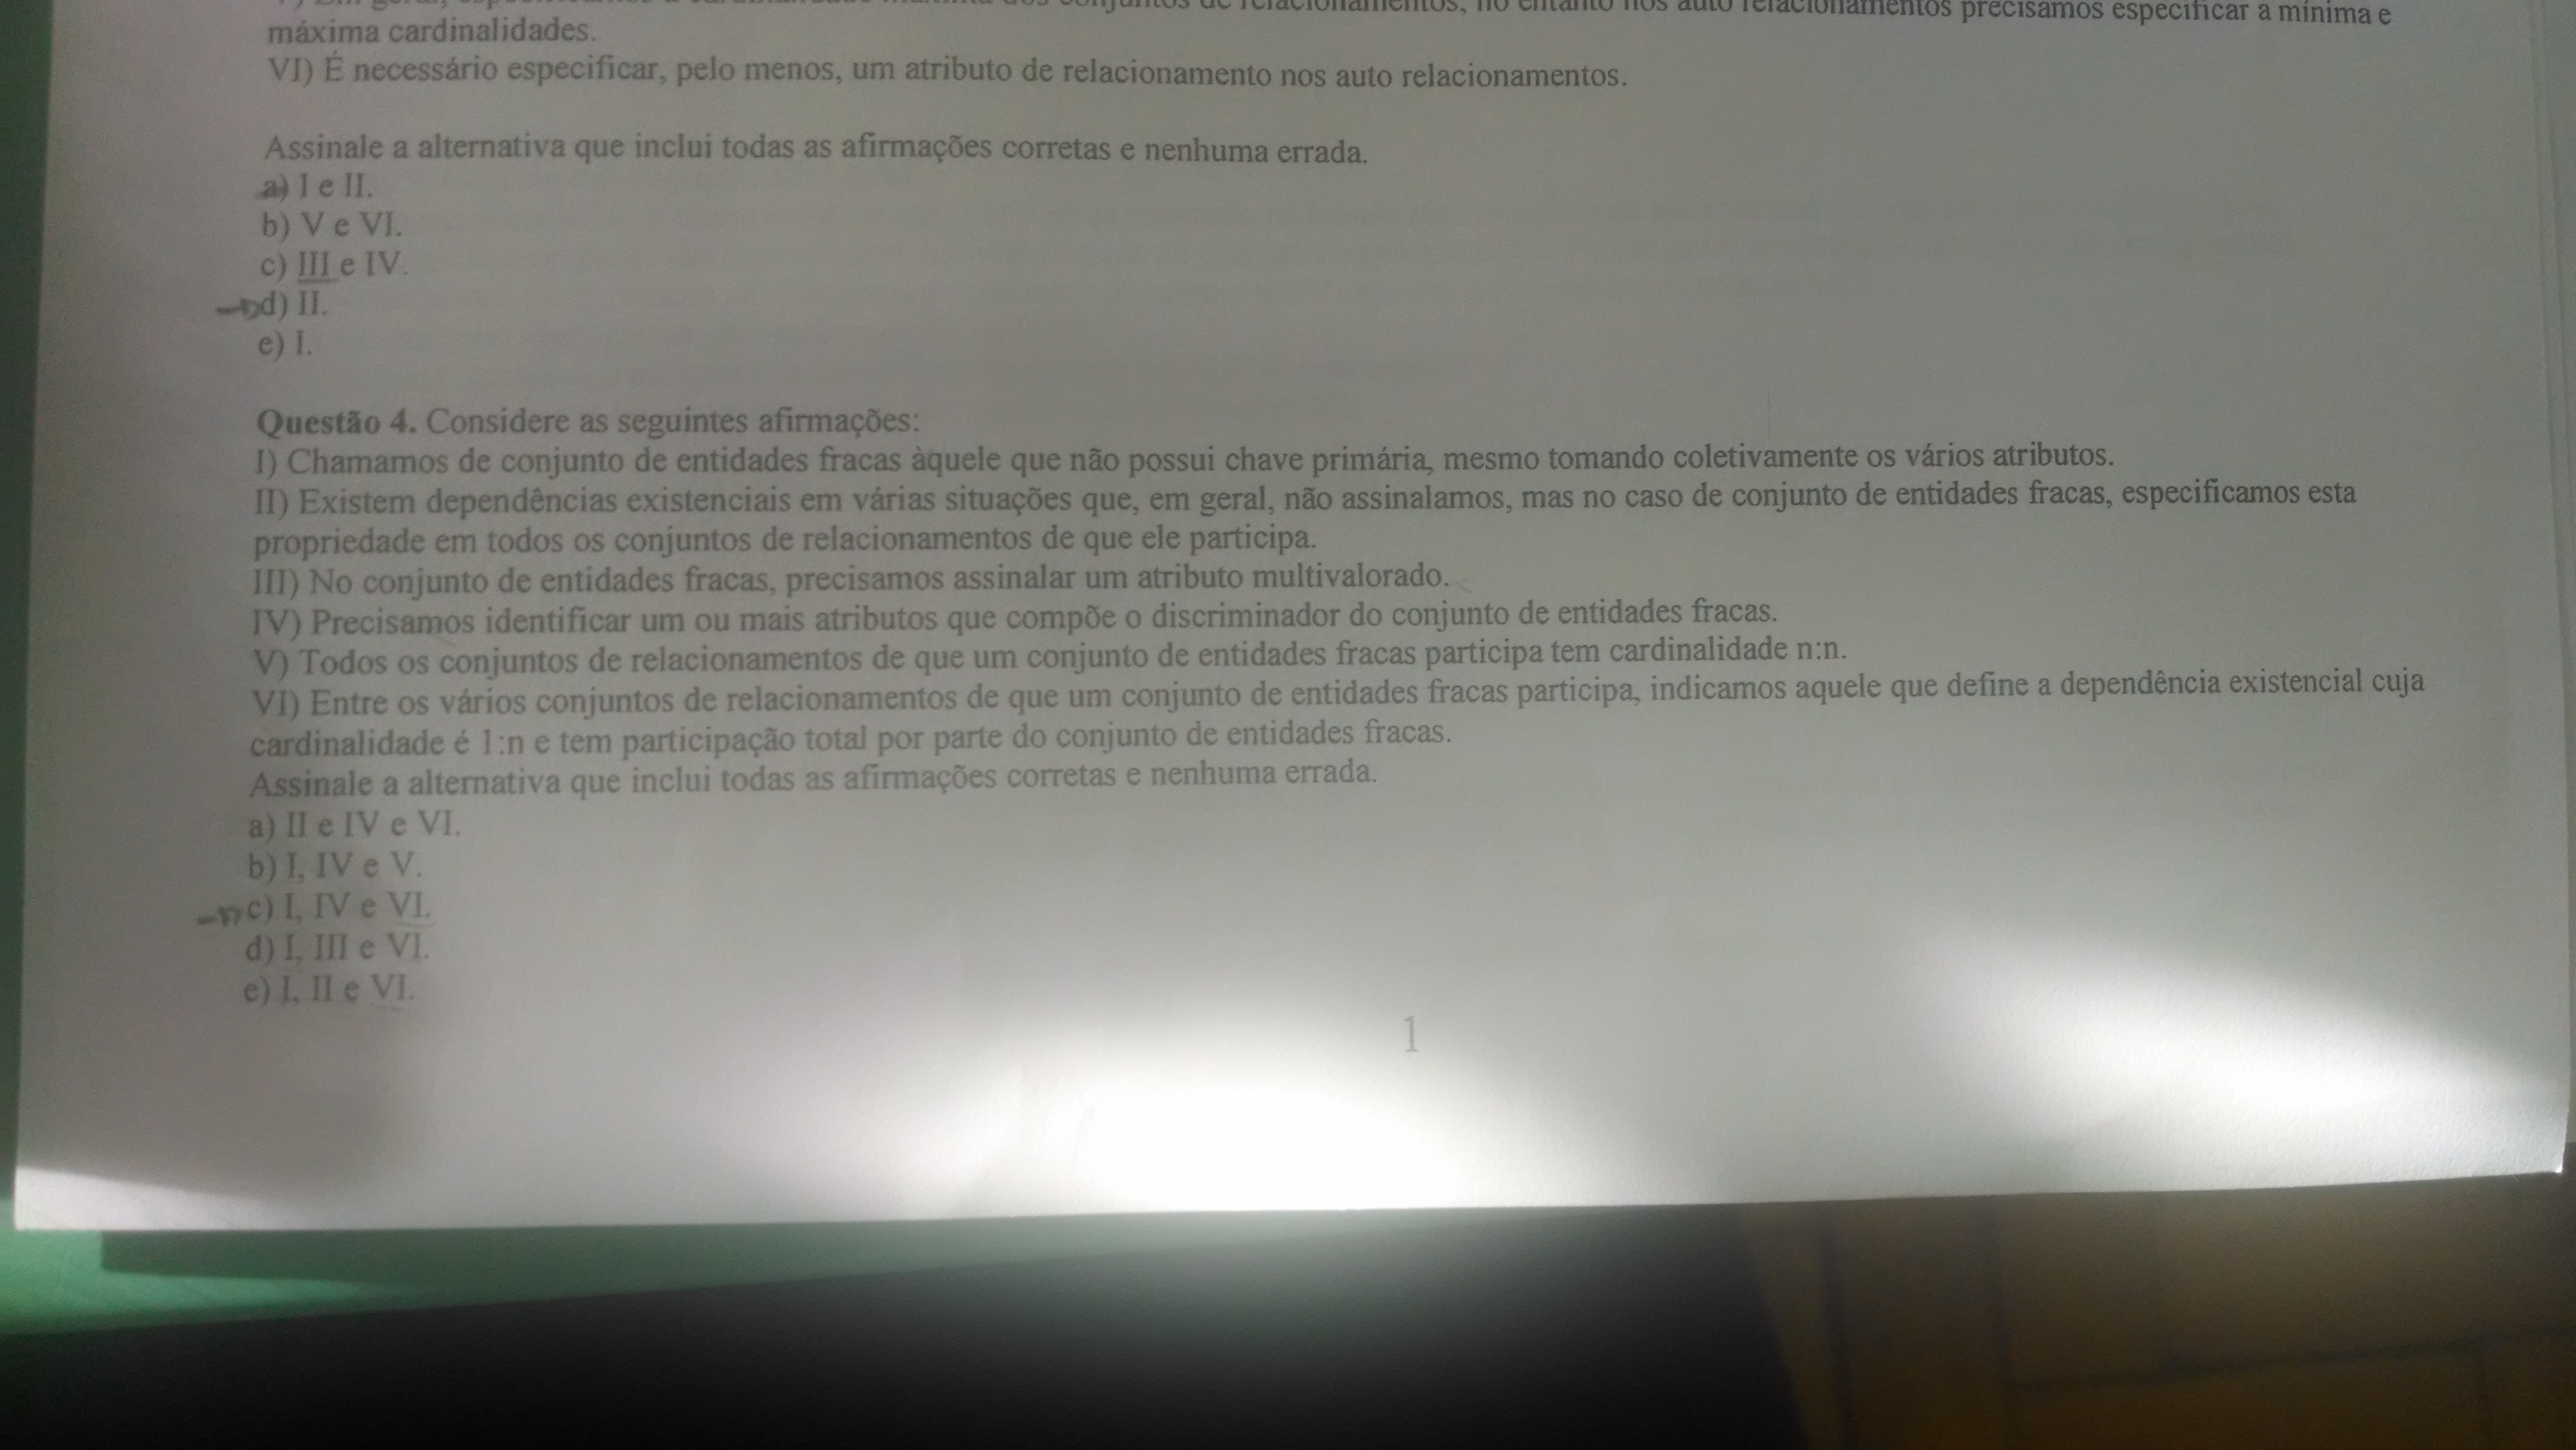 V) Em geral, especificamos a cardinalidade máxima dos conjuntos de relacionamentos, no entanto nos auto relacionamentos precisamos especificar a mínima e
máxima cardinalidades.
VI) É necessário especificar, pelo menos, um atributo de relacionamento nos auto relacionamentos.
Assinale a alternativa que inclui todas as afirmações corretas e nenhuma errada.
a) I e II.
b) V e VI.
c) III e IV.
d) II.
e) I.
Questão 4. Considere as seguintes afirmações:
I) Chamamos de conjunto de entidades fracas àquele que não possui chave primária, mesmo tomando coletivamente os vários atributos.
II) Existem dependências existenciais em várias situações que, em geral, não assinalamos, mas no caso de conjunto de entidades fracas, especificamos esta
propriedade em todos os conjuntos de relacionamentos de que ele participa.
III) No conjunto de entidades fracas, precisamos assinalar um atributo multivalorado.
IV) Precisamos identificar um ou mais atributos que compõe o discriminador do conjunto de entidades fracas.
V) Todos os conjuntos de relacionamentos de que um conjunto de entidades fracas participa tem cardinalidade n:n.
VI) Entre os vários conjuntos de relacionamentos de que um conjunto de entidades fracas participa, indicamos aquele que define a dependência existencial cuja
cardinalidade é 1:n e tem participação total por parte do conjunto de entidades fracas.
Assinale a alternativa que inclui todas as afirmações corretas e nenhuma errada.
a) II e IV e VI.
b) I, IV e V.
c) I, IV e VI.
d) I, III e VI.
e) I, II e VI.
1